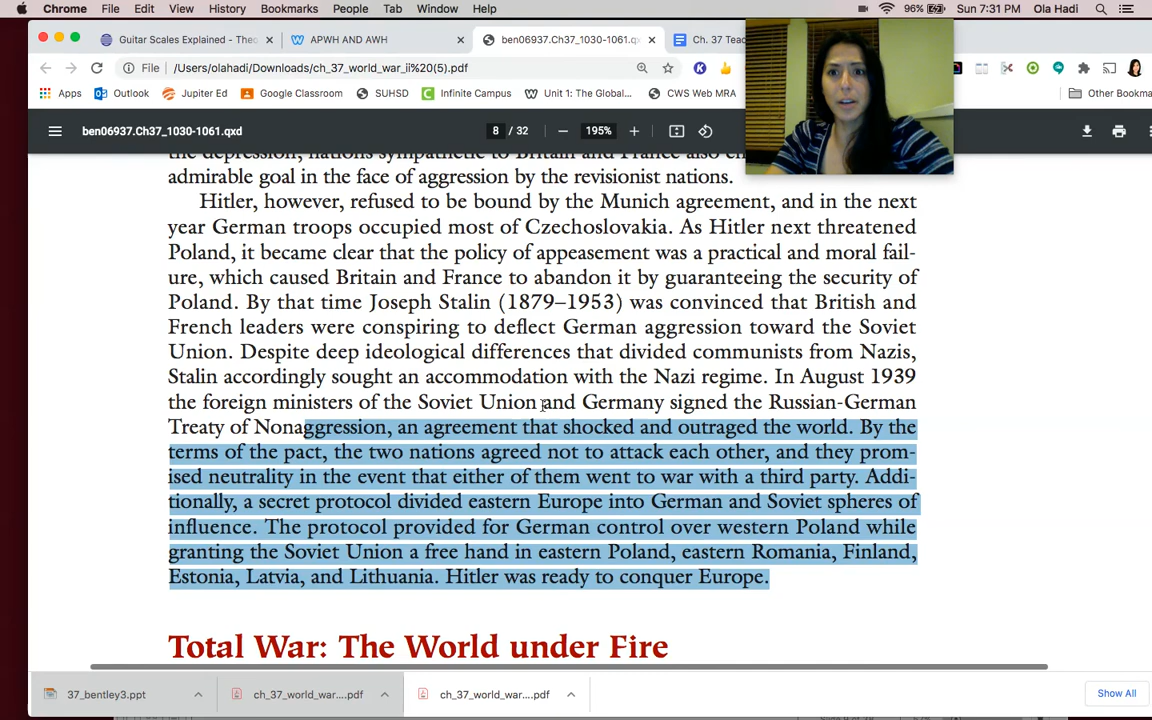 Chrome File Edit View History Bookmarks People Tab Window Help 96% Sun 7:31 PM Ola Hadi
Guitar Scales Explained - Theo × APWH AND AWH × ben06937.Ch37_1030-1061.qx × Ch. 37 Teac
File /Users/olahadi/Downloads/ch_37_world_war_ii%20(5).pdf
Apps Outlook Jupiter Ed Google Classroom SUHSD Infinite Campus Unit 1: The Global... CWS Web MRA Other Bookma
ben06937.Ch37_1030-1061.qxd 8 / 32 195%
the depression, nations sympathetic to Britain and France also
admirable goal in the face of aggression by the revisionist nations.
Hitler, however, refused to be bound by the Munich agreement, and in the next
year German troops occupied most of Czechoslovakia. As Hitler next threatened
Poland, it became clear that the policy of appeasement was a practical and moral fail-
ure, which caused Britain and France to abandon it by guaranteeing the security of
Poland. By that time Joseph Stalin (1879–1953) was convinced that British and
French leaders were conspiring to deflect German aggression toward the Soviet
Union. Despite deep ideological differences that divided communists from Nazis,
Stalin accordingly sought an accommodation with the Nazi regime. In August 1939
the foreign ministers of the Soviet Union and Germany signed the Russian-German
Treaty of Nonaggression, an agreement that shocked and outraged the world. By the
terms of the pact, the two nations agreed not to attack each other, and they prom-
ised neutrality in the event that either of them went to war with a third party. Addi-
tionally, a secret protocol divided eastern Europe into German and Soviet spheres of
influence. The protocol provided for German control over western Poland while
granting the Soviet Union a free hand in eastern Poland, eastern Romania, Finland,
Estonia, Latvia, and Lithuania. Hitler was ready to conquer Europe.
Total War: The World under Fire
37_bentley3.ppt ch_37_world_war....pdf ch_37_world_war....pdf Show All